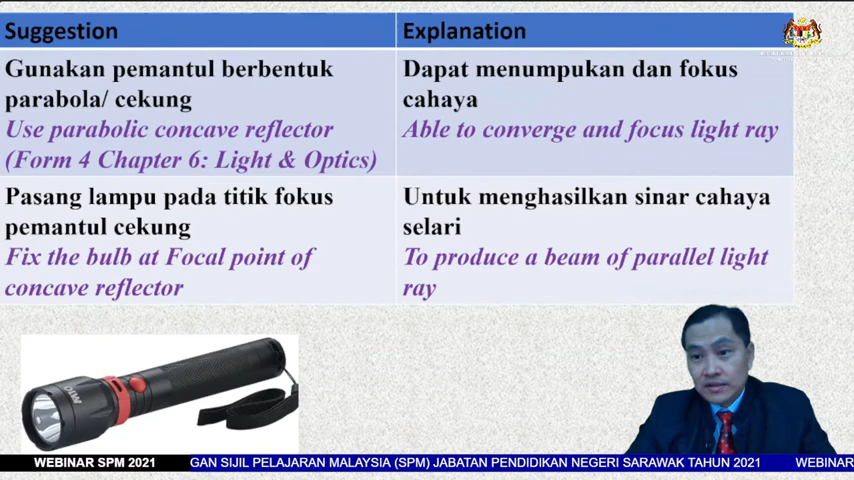 Suggestion
Explanation
Gunakan pemantul berbentuk
parabola/ cekung
Use parabolic concave reflector
(Form 4 Chapter 6: Light & Optics)
Dapat menumpukan dan fokus
cahaya
Able to converge and focus light ray
Pasang lampu pada titik fokus
pemantul cekung
Fix the bulb at Focal point of
concave reflector
Untuk menghasilkan sinar cahaya
selari
To produce a beam of parallel light
ray
WEBINAR SPM 2021
GAN SIJIL PELAJARAN MALAYSIA (SPM) JABATAN PENDIDIKAN NEGERI SARAWAK TAHUN 2021
WEBINAR